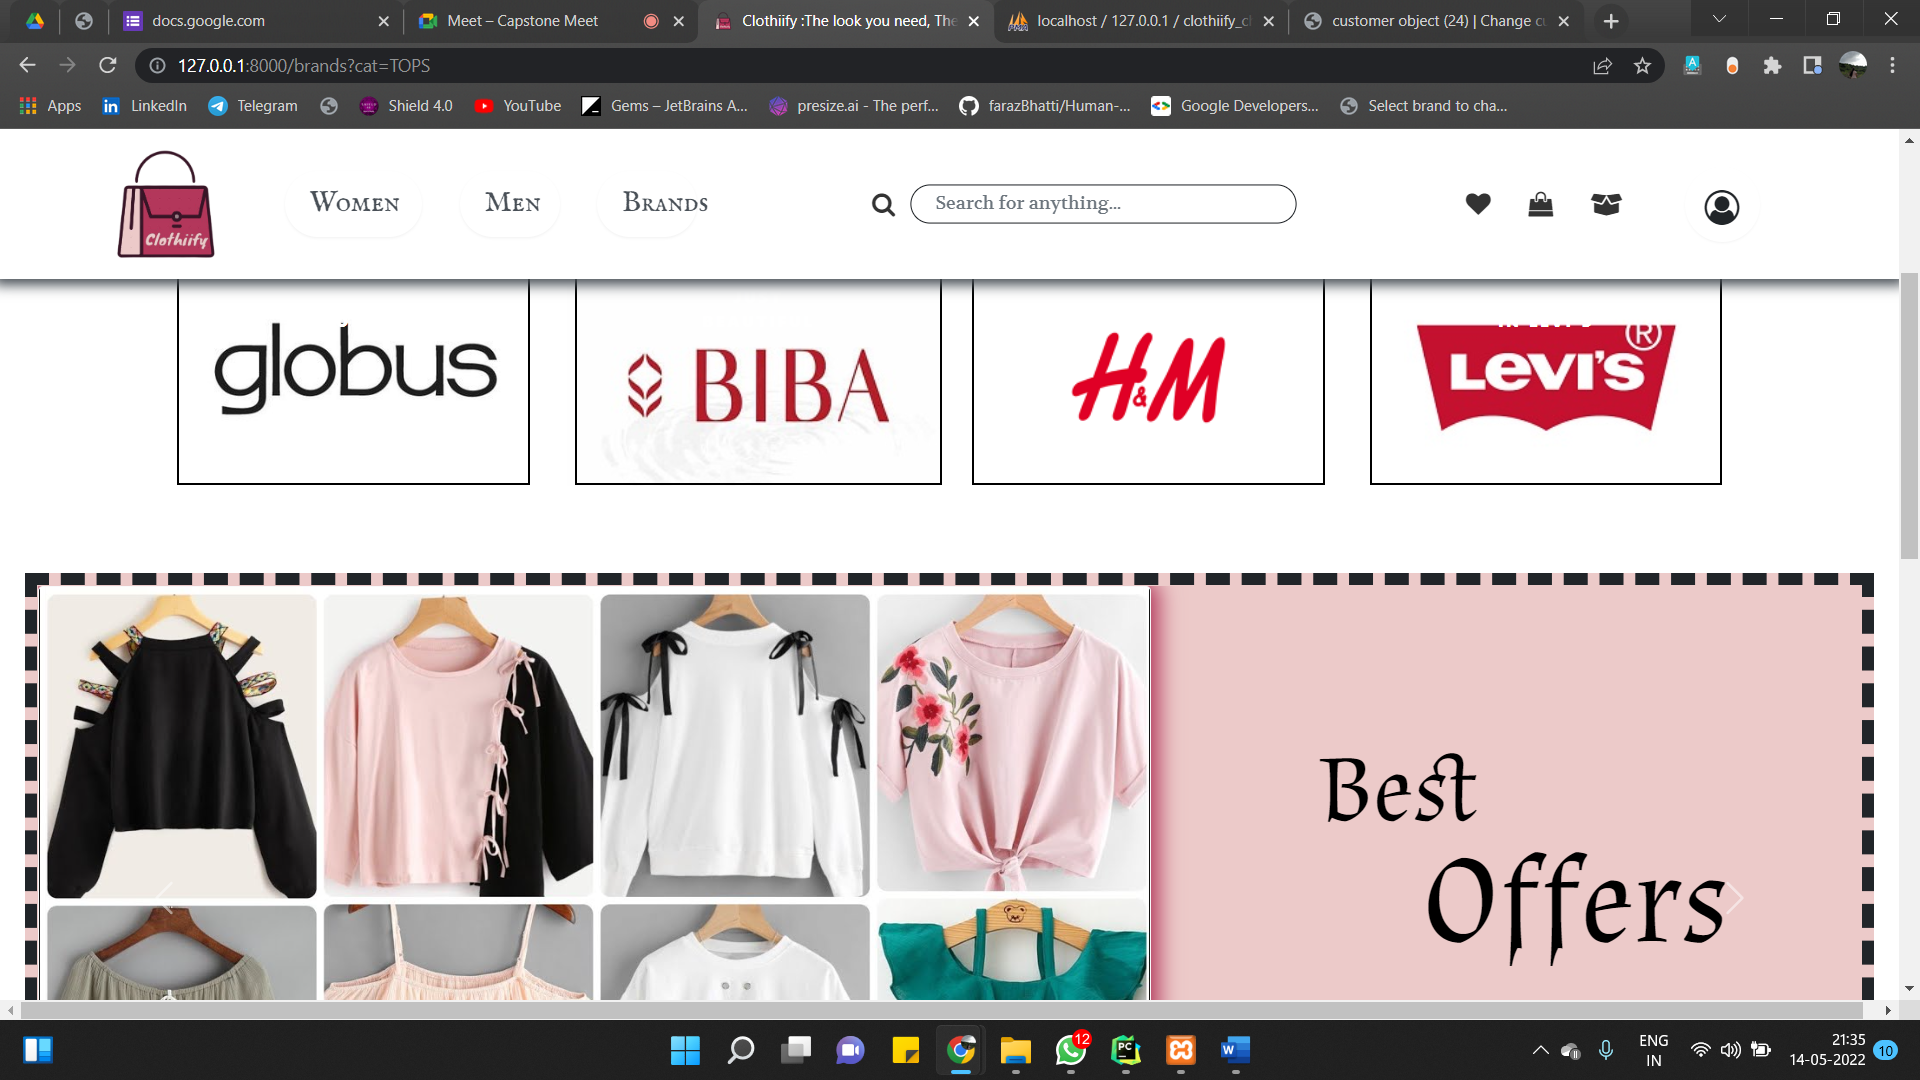 docs.google.com
Meet – Capstone Meet
Clothiify :The look you need, The
localhost / 127.0.0.1 / clothiify_cl
customer object (24) | Change cu
127.0.0.1:8000/brands?cat=TOPS
Apps
LinkedIn
Telegram
Shield 4.0
YouTube
Gems – JetBrains A...
presize.ai - The perf...
farazBhatti/Human-...
Google Developers...
Select brand to cha...
Clothiify
Women
Men
Brands
Search for anything...
globus
BIBA
H&M
LEVI'S
®
Best
Offers
12
PC
W
ENG
IN
21:35
14-05-2022
10